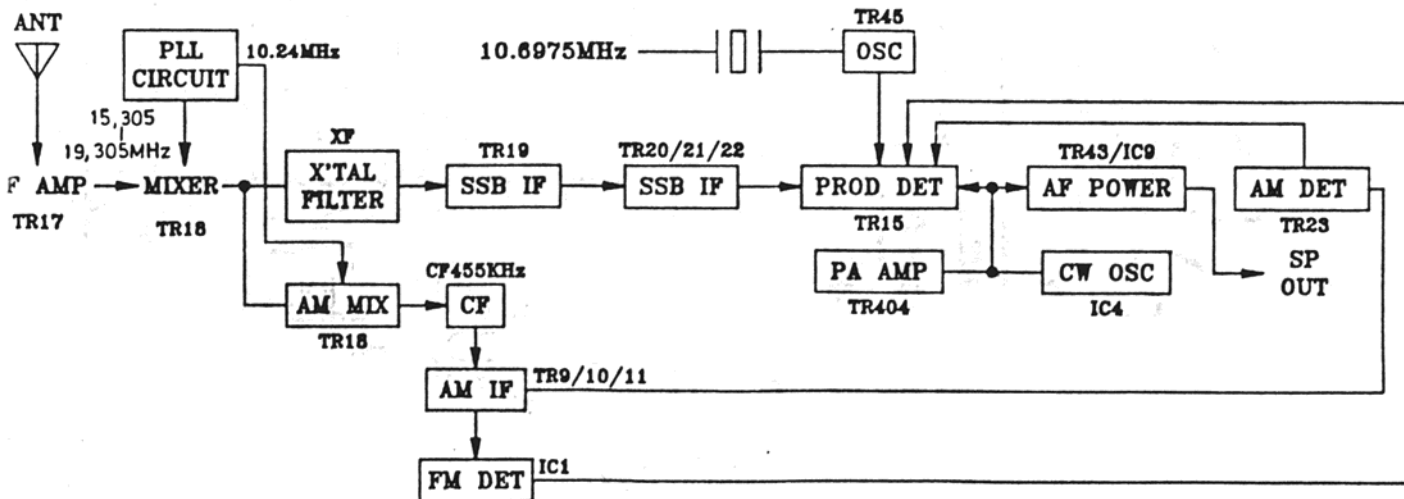 ANT
PLL
CIRCUIT
10.24MHz
15,305
19,305MHz
F AMP
TR17
MIXER
TR18
XF
X'TAL
FILTER
TR19
SSB IF
TR20/21/22
SSB IF
10.6975MHz
TR45
OSC
PROD DET
TR15
TR43/IC9
AF POWER
AM DET
TR23
PA AMP
TR404
CW OSC
IC4
SP
OUT
AM MIX
TR18
CF455KHz
CF
AM IF
TR9/10/11
FM DET
IC1